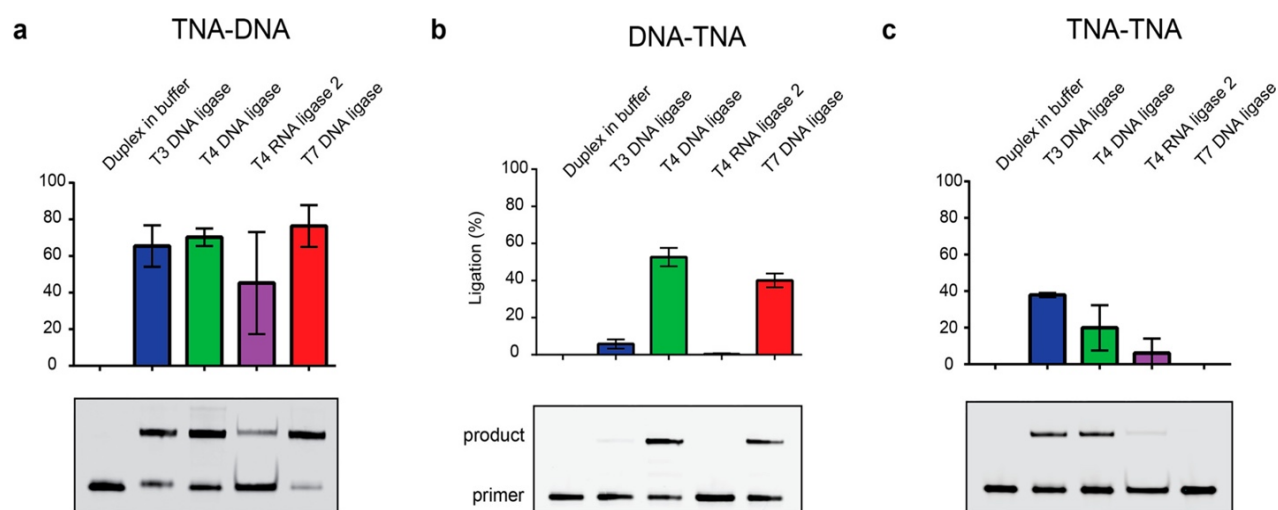 a
TNA-DNA
Duplex in buffer
T3 DNA ligase
T4 DNA ligase
T4 RNA ligase 2
T7 DNA ligase
100
80
60
40
20
0
b
DNA-TNA
Duplex in buffer
T3 DNA ligase
T4 DNA ligase
T4 RNA ligase 2
T7 DNA ligase
Ligation (%)
100
80
60
40
20
0
product
primer
c
TNA-TNA
Duplex in buffer
T3 DNA ligase
T4 DNA ligase
T4 RNA ligase 2
T7 DNA ligase
100
80
60
40
20
0